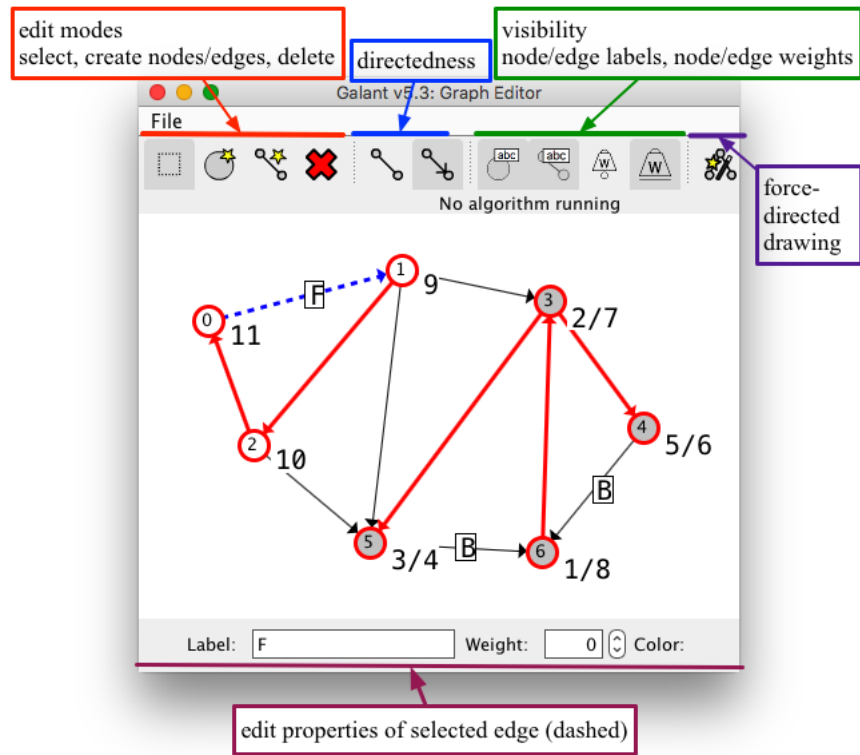 edit modes
select, create nodes/edges, delete
directedness
visibility
node/edge labels, node/edge weights
Galant v5.3: Graph Editor
File
abc
abc
W
W
force-
directed
drawing
No algorithm running
1
9
F
0
11
3
2/7
2
10
4
5/6
B
5
3/4
B
6
1/8
Label:
F
Weight:
0
Color:
edit properties of selected edge (dashed)